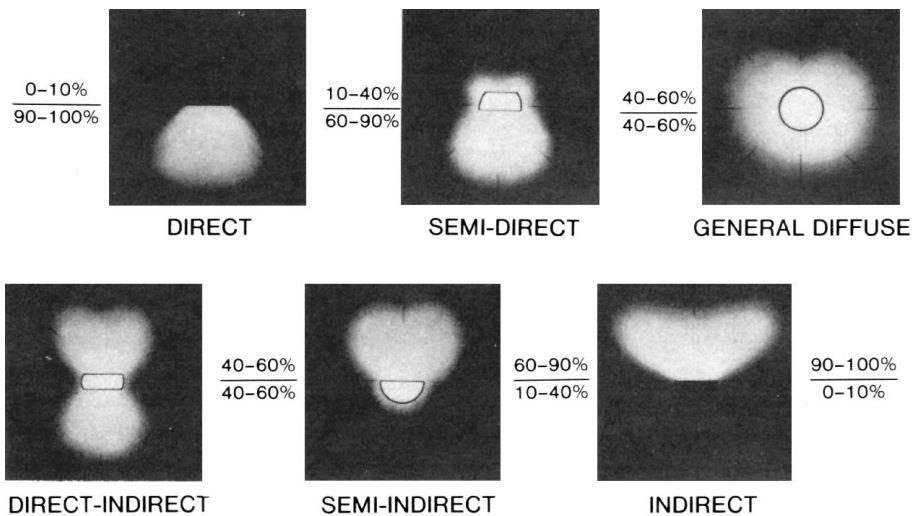 0–10%
90–100%
DIRECT
10–40%
60–90%
SEMI-DIRECT
40–60%
40–60%
GENERAL DIFFUSE
DIRECT-INDIRECT
40–60%
40–60%
SEMI-INDIRECT
60–90%
10–40%
INDIRECT
90–100%
0–10%